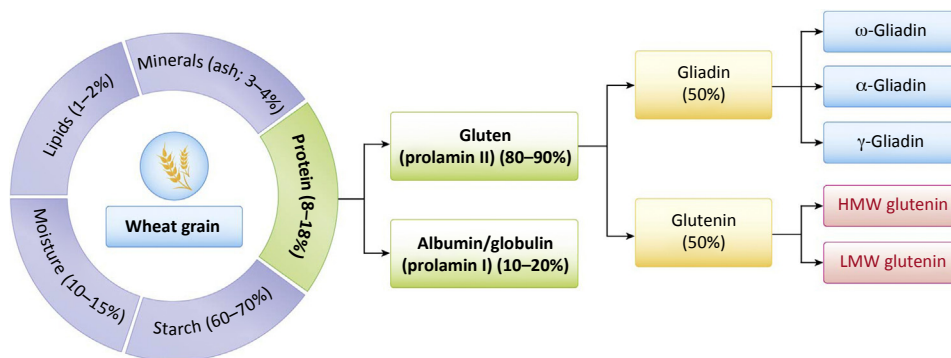 Lipids (1–2%)
Minerals (ash; 3–4%)
Protein (8–18%)
Starch (60–70%)
Moisture (10–15%)
Wheat grain
Gluten
(prolamin II) (80–90%)
Albumin/globulin
(prolamin I) (10–20%)
Gliadin
(50%)
Glutenin
(50%)
ω-Gliadin
α-Gliadin
γ-Gliadin
HMW glutenin
LMW glutenin